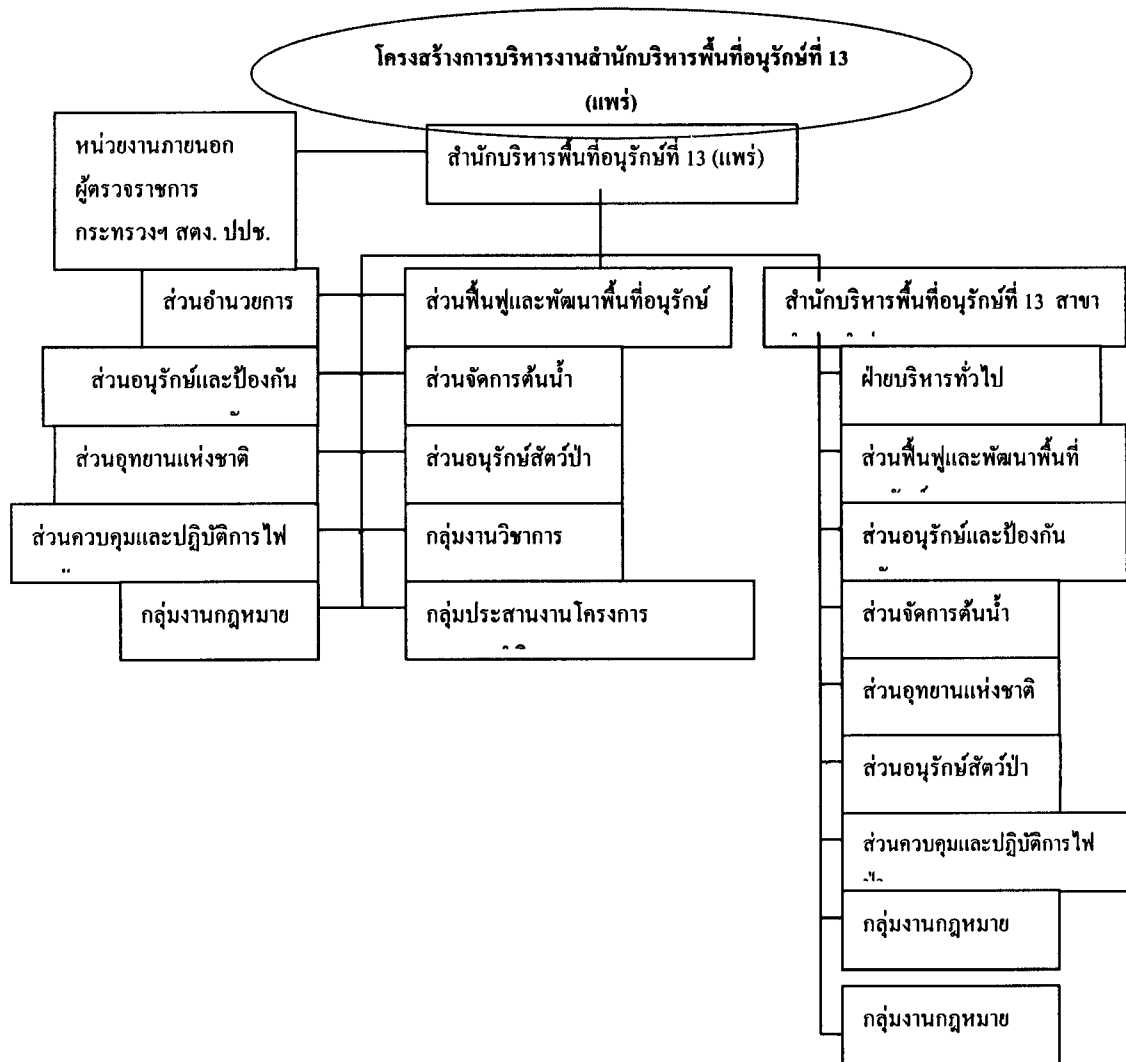 โครงสร้างการบริหารงานสำนักบริหารพื้นที่อนุรักษ์ที่ 13
(แพร่)
หน่วยงานภายนอก
ผู้ตรวจราชการ
กระทรวงฯ สตง. ปปช.
สำนักบริหารพื้นที่อนุรักษ์ที่ 13 (แพร่)
ส่วนอำนวยการ
ส่วนอนุรักษ์และป้องกัน
ส่วนอุทยานแห่งชาติ
ส่วนควบคุมและปฏิบัติการไฟ
กลุ่มงานกฎหมาย
ส่วนฟื้นฟูและพัฒนาพื้นที่อนุรักษ์
ส่วนจัดการต้นน้ำ
ส่วนอนุรักษ์สัตว์ป่า
กลุ่มงานวิชาการ
กลุ่มประสานงานโครงการ
สำนักบริหารพื้นที่อนุรักษ์ที่ 13 สาขา
ฝ่ายบริหารทั่วไป
ส่วนฟื้นฟูและพัฒนาพื้นที่
ส่วนอนุรักษ์และป้องกัน
ส่วนจัดการต้นน้ำ
ส่วนอุทยานแห่งชาติ
ส่วนอนุรักษ์สัตว์ป่า
ส่วนควบคุมและปฏิบัติการไฟ
กลุ่มงานกฎหมาย
กลุ่มงานกฎหมาย